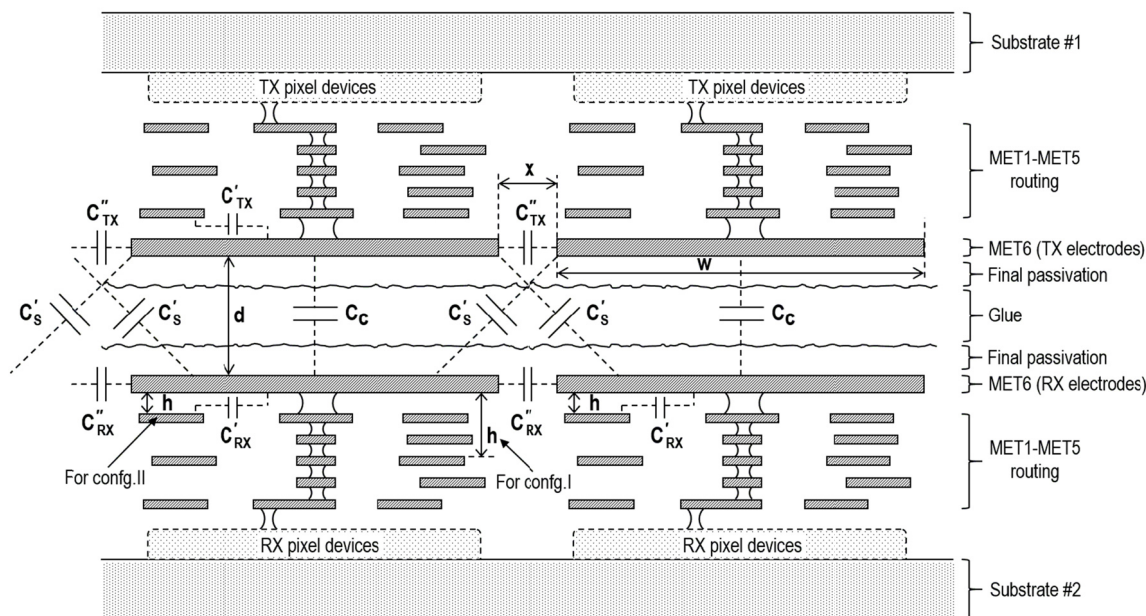 Substrate #1
TX pixel devices TX pixel devices
MET1-MET5
routing
x
C'TX
C''TX C''TX
MET6 (TX electrodes)
W
Final passivation
C'S C'S d CC C'S C'S CC
Glue
Final passivation
MET6 (RX electrodes)
h h
C''RX C'RX C''RX C'RX
h
MET1-MET5
routing
For confg.II For confg.I
RX pixel devices RX pixel devices
Substrate #2